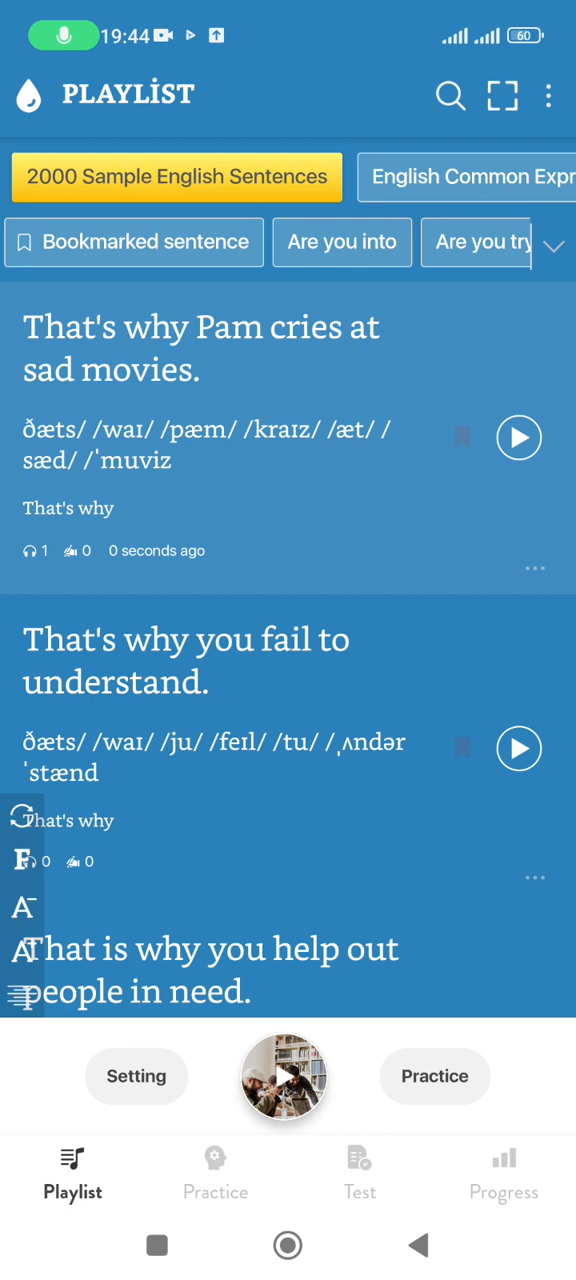 19:44
60
PLAYLİST
2000 Sample English Sentences
English Common Expr
Bookmarked sentence
Are you into
Are you try
That's why Pam cries at
sad movies.
ðæts/ /waɪ/ /pæm/ /kraɪz/ /æt/ /
sæd/ /ˈmuviz
That's why
1 0 0 seconds ago
That's why you fail to
understand.
ðæts/ /waɪ/ /ju/ /feɪl/ /tu/ /ˌʌndər
ˈstænd
That's why
F 0 0
A-
A
That is why you help out
people in need.
Setting
Practice
Playlist
Practice
Test
Progress